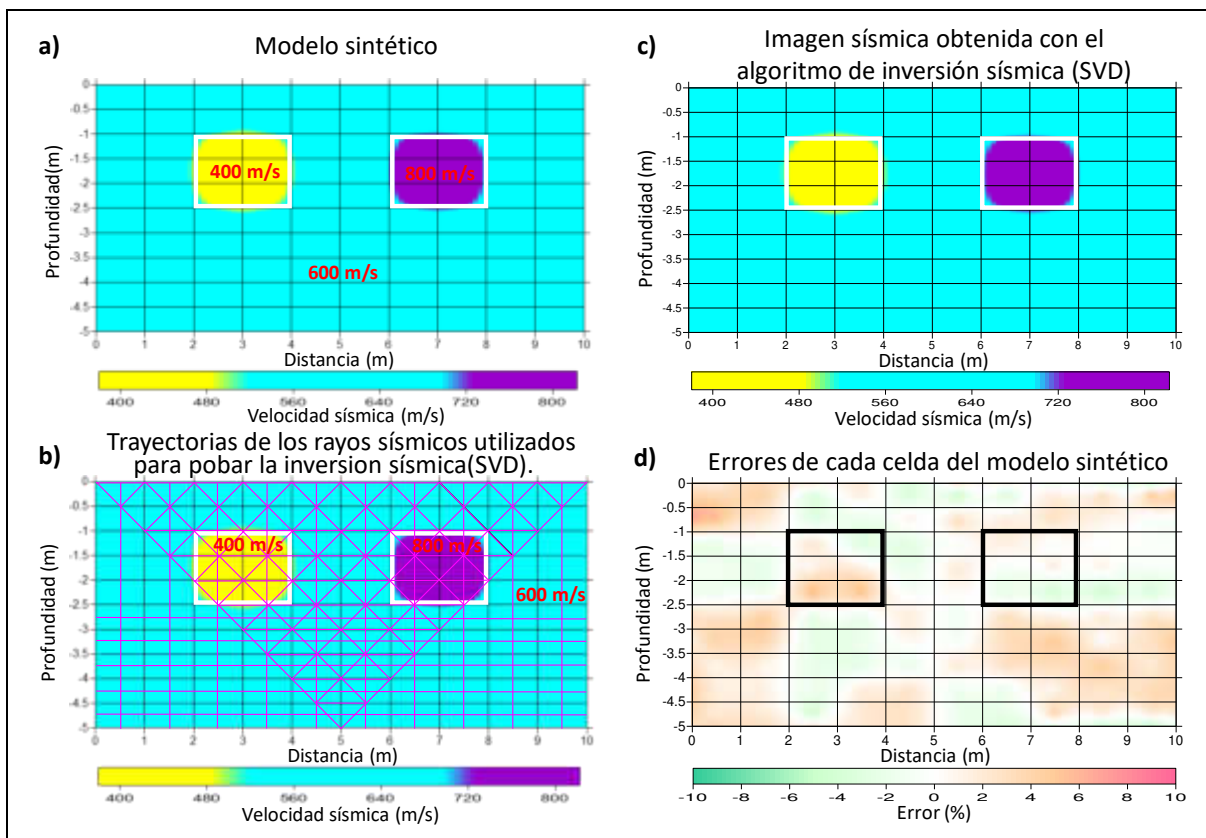 a)
Modelo sintético
0
-0.5
-1
-1.5
-2
-2.5
-3
-3.5
-4
-4.5
-5
Profundidad(m)
400 m/s
800 m/s
600 m/s
0 1 2 3 4 5 6 7 8 9 10
Distancia (m)
400 480 560 640 720 800
Velocidad sísmica (m/s)
b)
Trayectorias de los rayos sísmicos utilizados
para pobar la inversion sísmica(SVD).
0
-0.5
-1
-1.5
-2
-2.5
-3
-3.5
-4
-4.5
-5
Profundidad (m)
400 m/s
800 m/s
600 m/s
0 1 2 3 4 5 6 7 8 9 10
Distancia (m)
400 480 560 640 720 800
Velocidad sísmica (m/s)
c)
Imagen sísmica obtenida con el
algoritmo de inversión sísmica (SVD)
0
-0.5
-1
-1.5
-2
-2.5
-3
-3.5
-4
-4.5
-5
Profundidad (m)
0 1 2 3 4 5 6 7 8 9 10
Distancia (m)
400 480 560 640 720 800
Velocidad sísmica (m/s)
d)
Errores de cada celda del modelo sintético
0
-0.5
-1
-1.5
-2
-2.5
-3
-3.5
-4
-4.5
-5
Profundidad (m)
0 1 2 3 4 5 6 7 8 9 10
Distancia (m)
-10 -8 -6 -4 -2 0 2 4 6 8 10
Error (%)